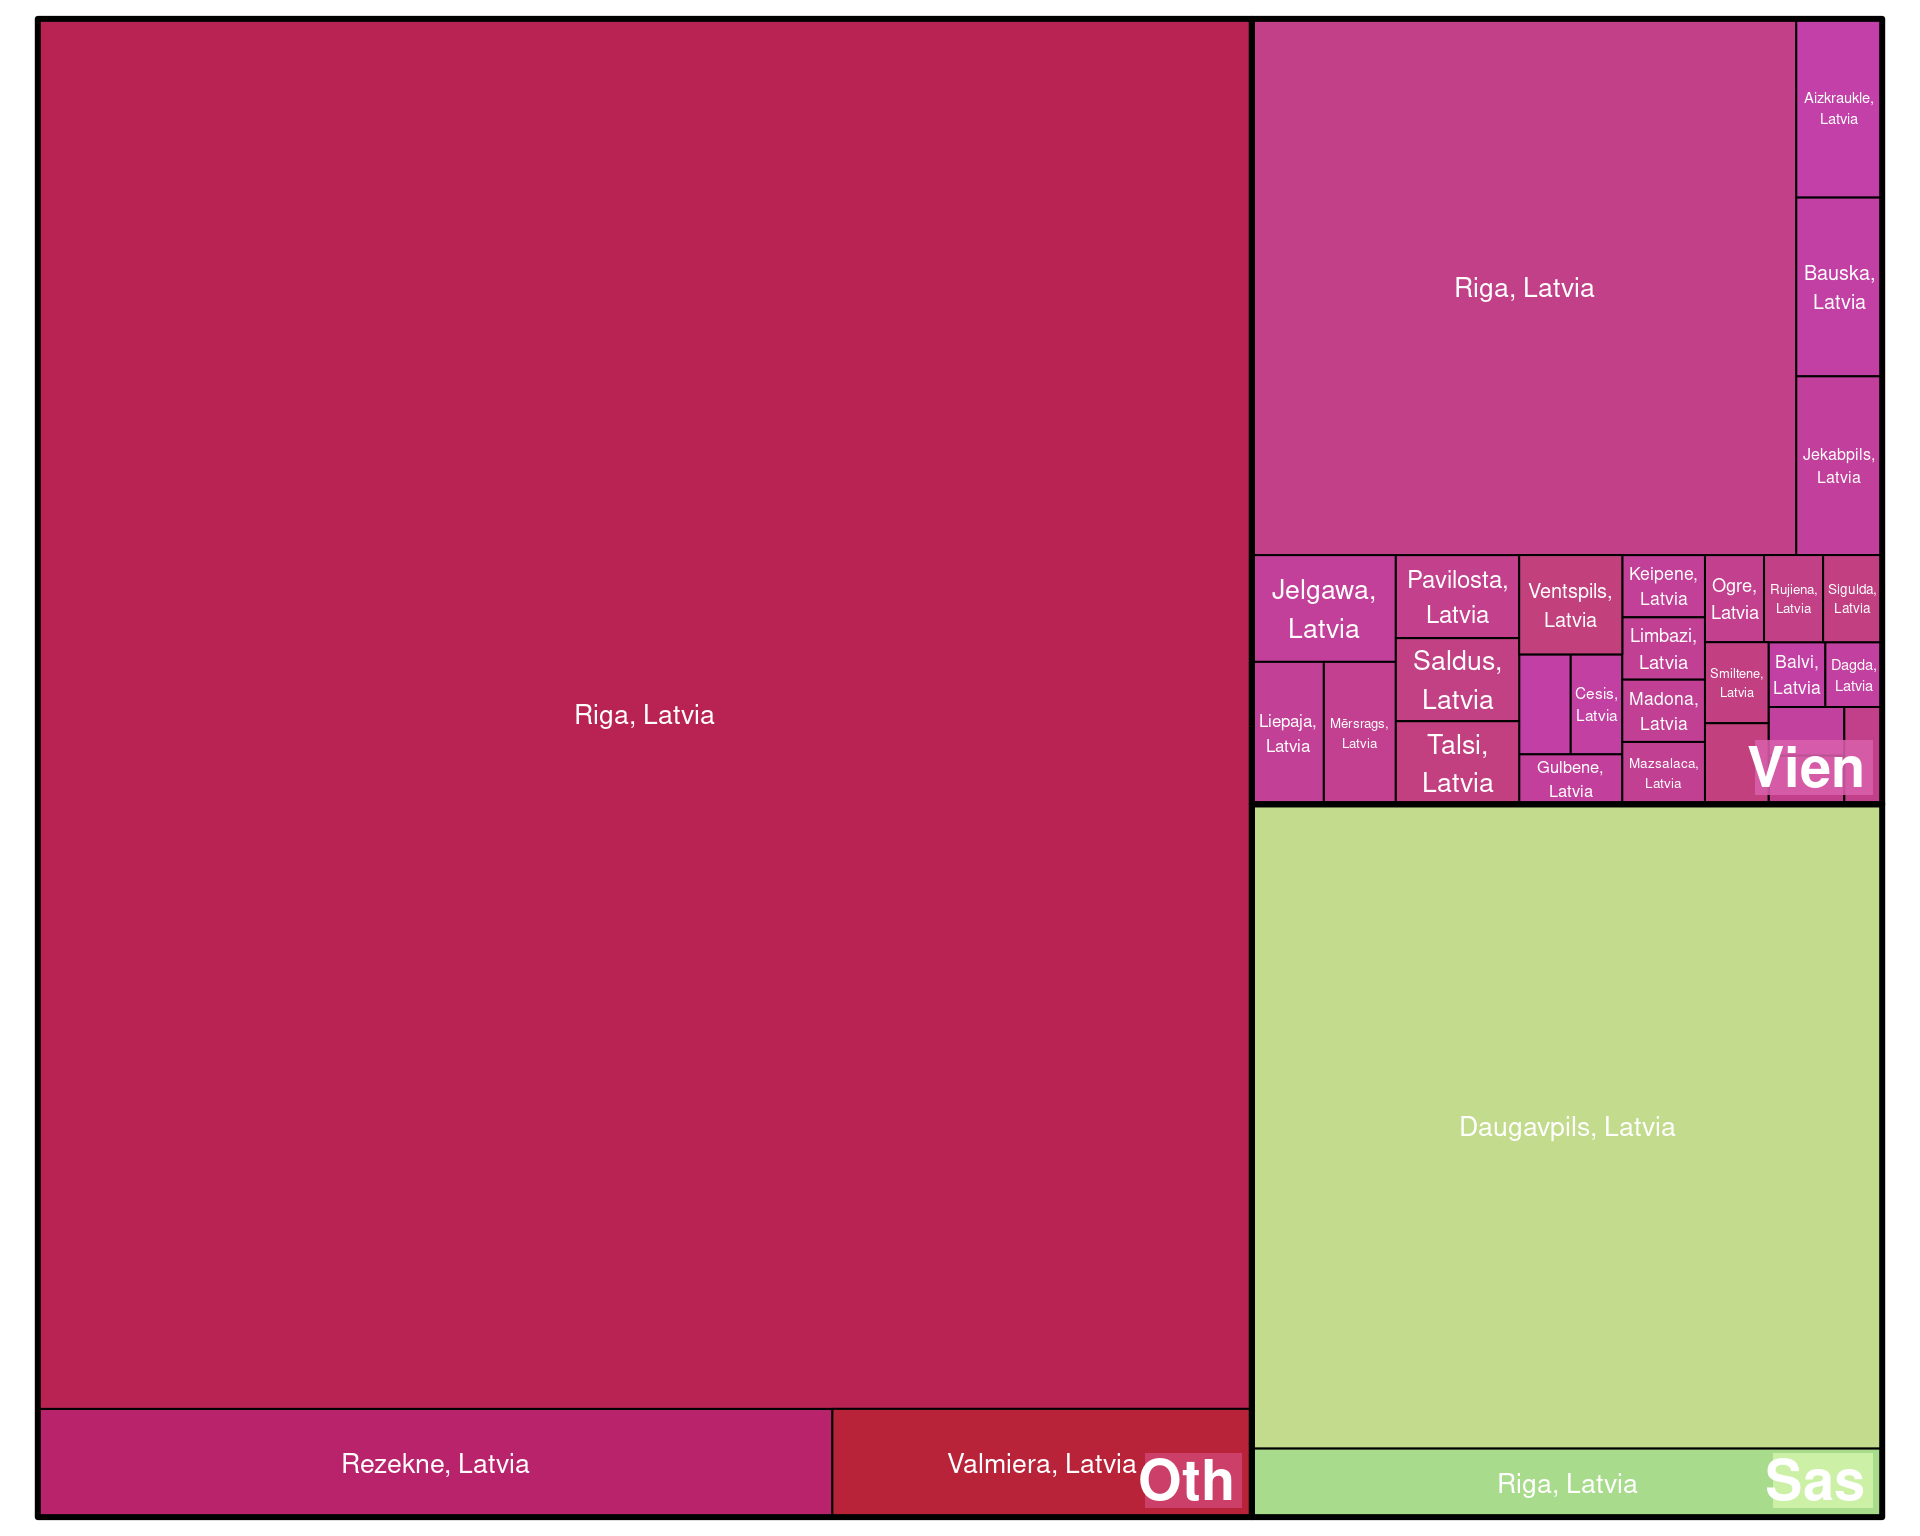 Riga, Latvia
Rezekne, Latvia
Valmiera, Latvia
Oth
Riga, Latvia
Aizkraukle,
Latvia
Bauska,
Latvia
Jekabpils,
Latvia
Jelgawa,
Latvia
Liepaja,
Latvia
Mērsrags,
Latvia
Pavilosta,
Latvia
Saldus,
Latvia
Talsi,
Latvia
Ventspils,
Latvia
Cesis,
Latvia
Gulbene,
Latvia
Keipene,
Latvia
Limbazi,
Latvia
Madona,
Latvia
Mazsalaca,
Latvia
Ogre,
Latvia
Rujiena,
Latvia
Sigulda,
Latvia
Smiltene,
Latvia
Balvi,
Latvia
Dagda,
Latvia
Vien
Daugavpils, Latvia
Riga, Latvia
Sas